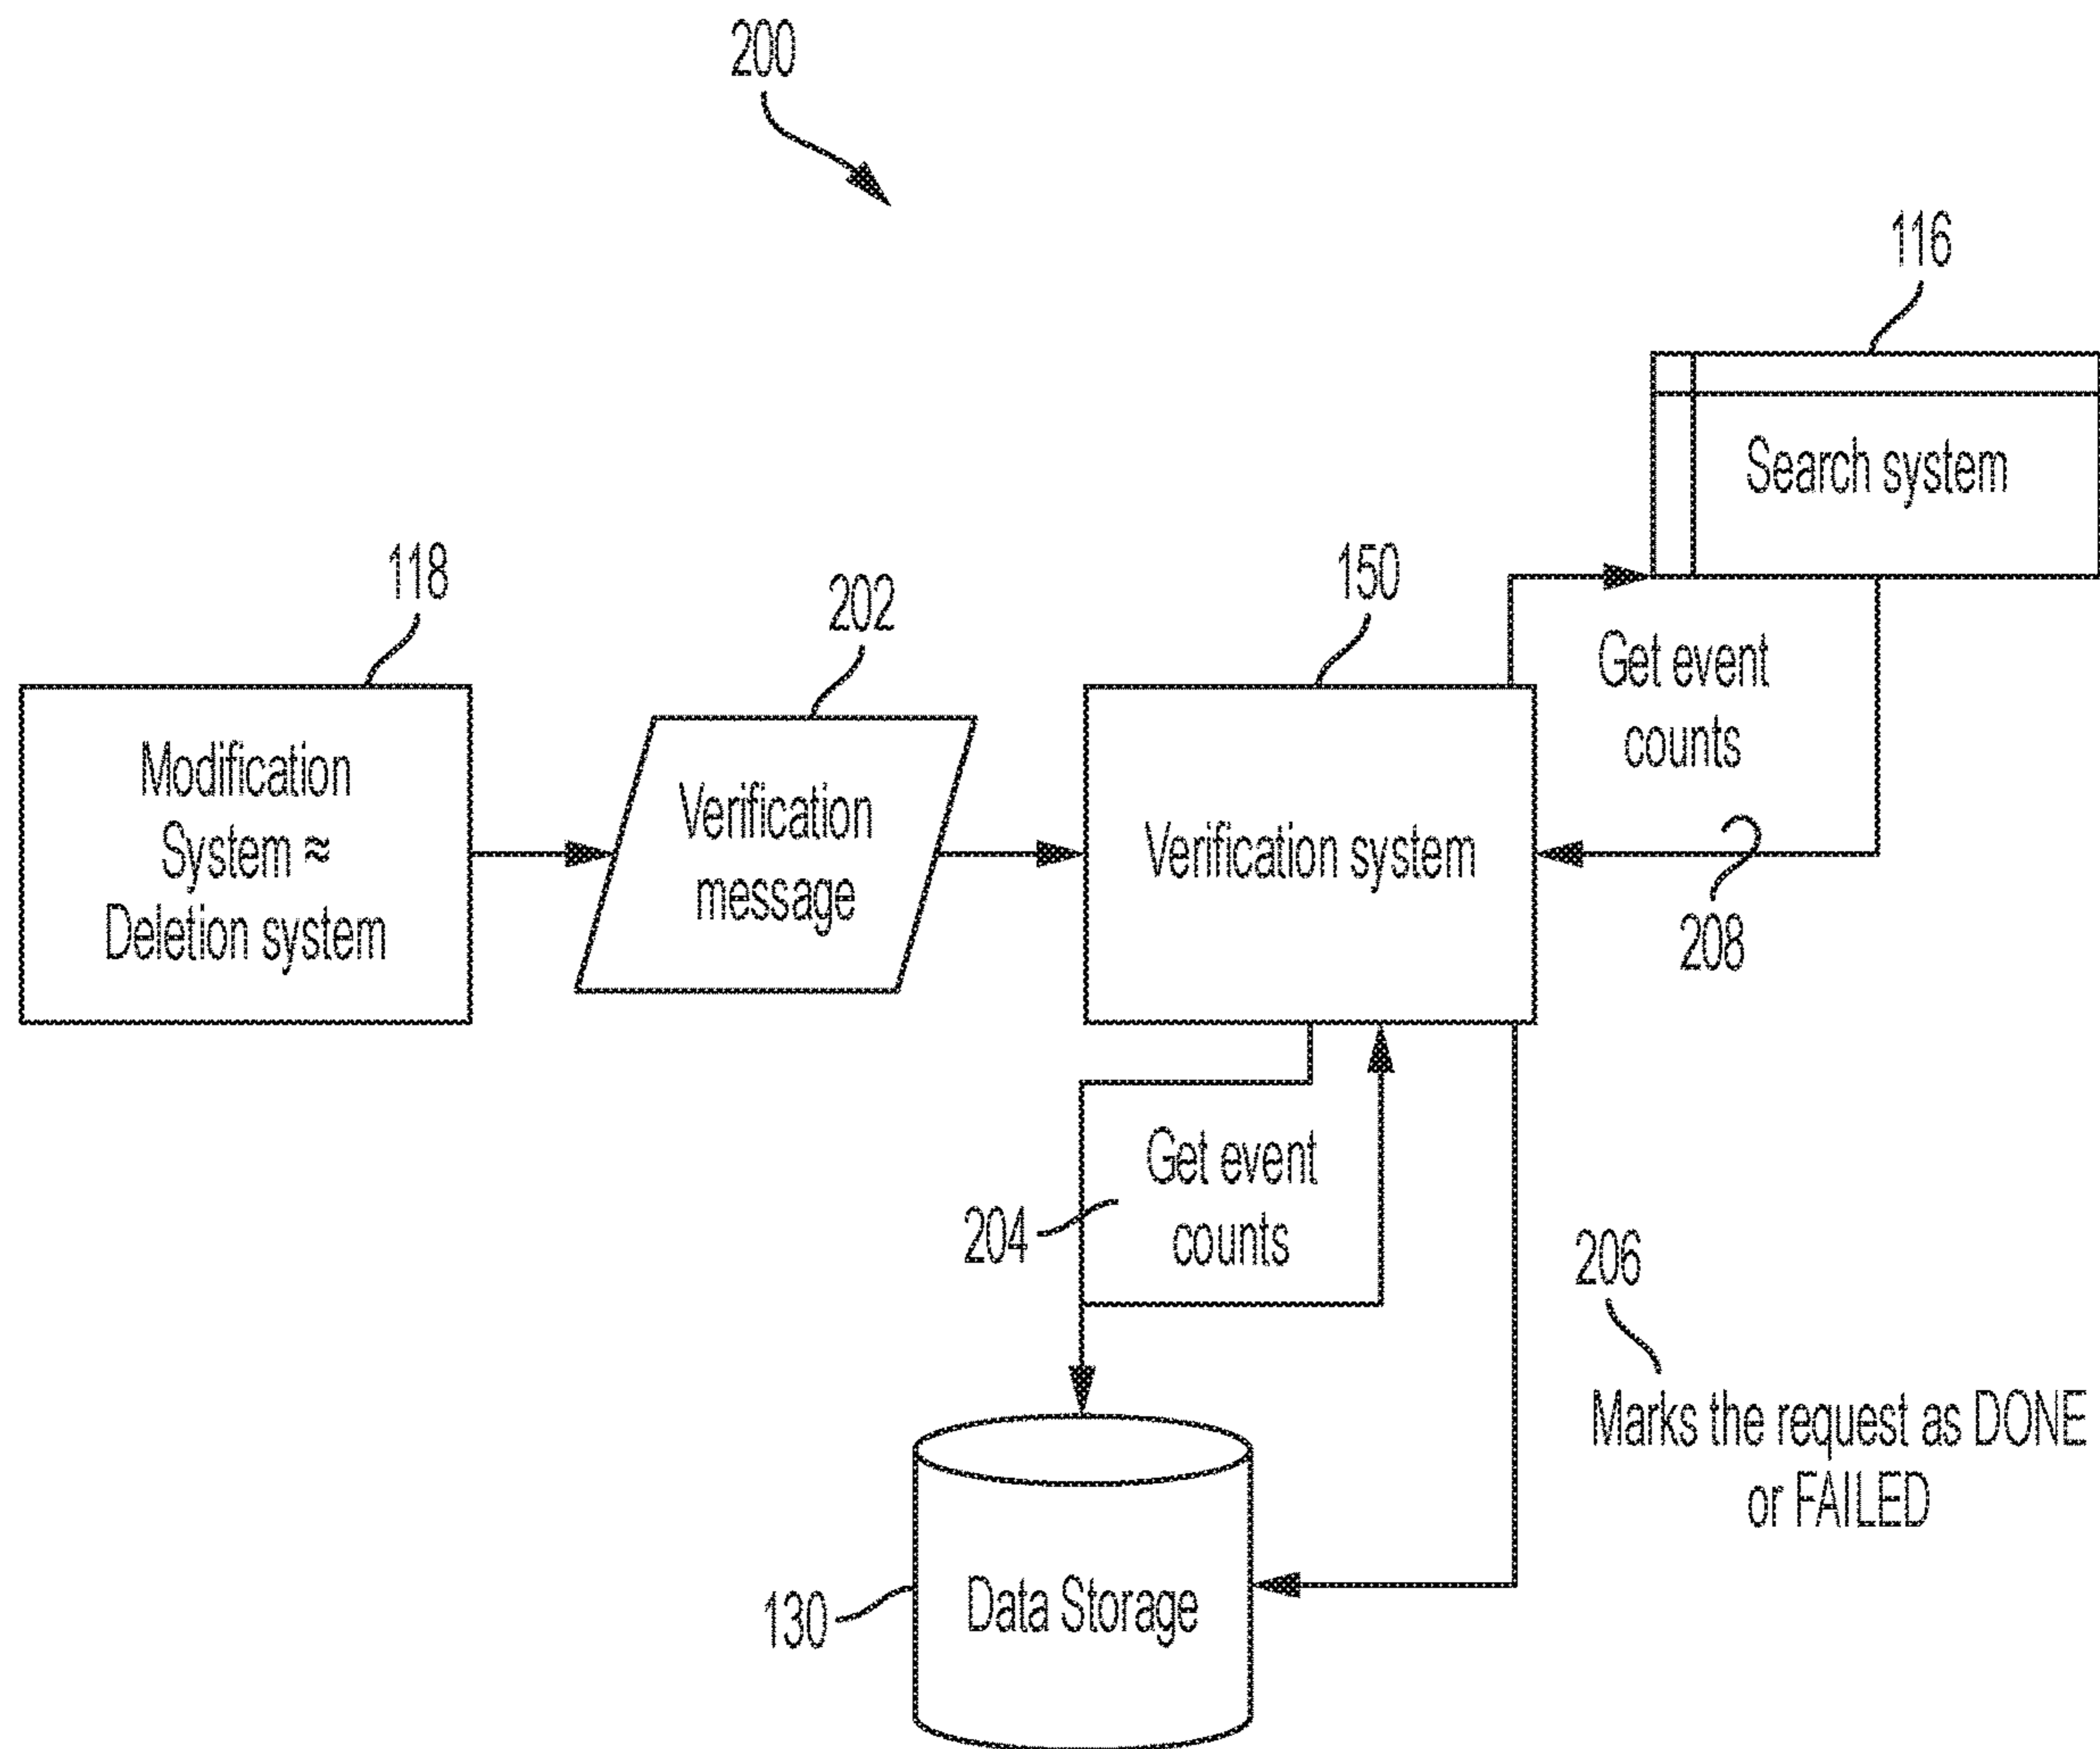 200
116
Search system
118
202
150
Get event
counts
Modification
System ≈
Deletion system
Verification
message
Verification system
208
Get event
counts
204
206
Marks the request as DONE
or FAILED
130
Data Storage